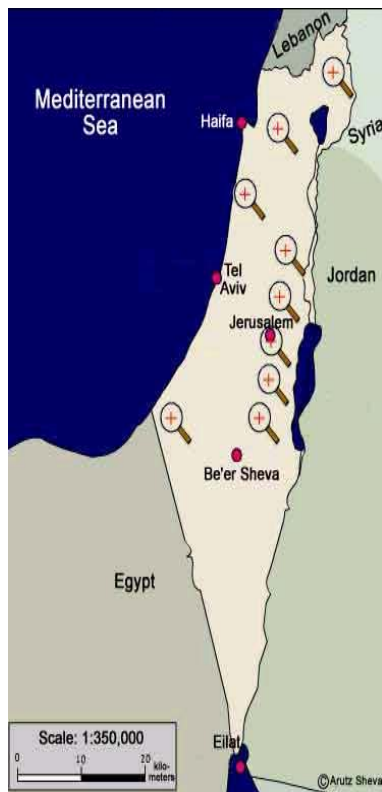 Lebanon
Mediterranean
Sea
Haifa
Syria
Tel
Aviv
Jordan
Jerusalem
Be'er Sheva
Egypt
Scale: 1:350,000
0 10 20
kilo-
meters
Eilat
©Arutz Sheva